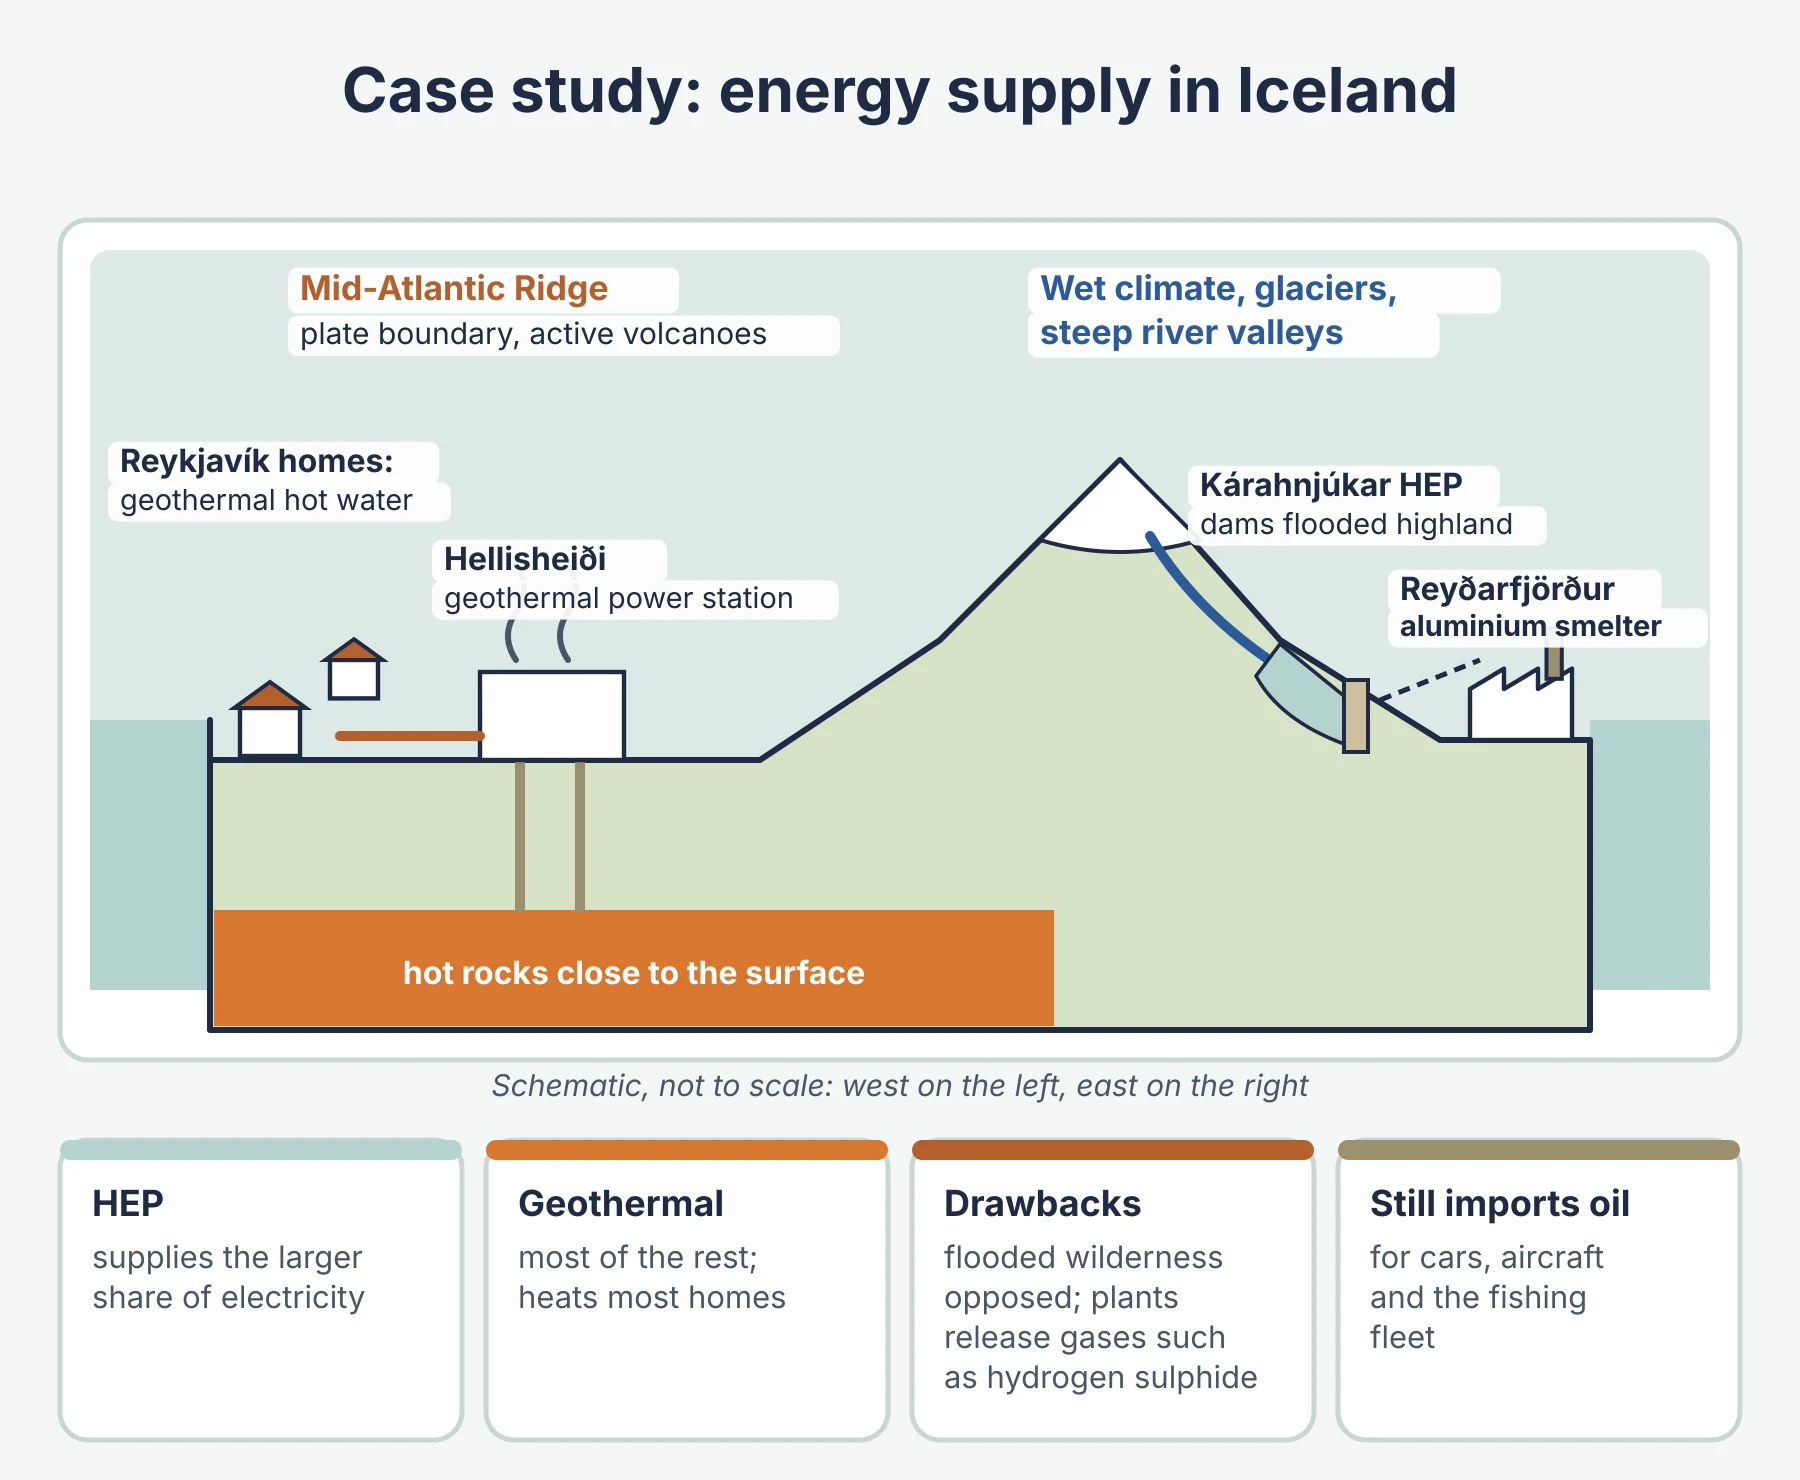 Case study: energy supply in Iceland
Mid-Atlantic Ridge
plate boundary, active volcanoes
Wet climate, glaciers,
steep river valleys
Reykjavík homes:
geothermal hot water
Hellisheiði
geothermal power station
Kárahnjúkar HEP
dams flooded highland
Reyðarfjörður
aluminium smelter
hot rocks close to the surface
Schematic, not to scale: west on the left, east on the right
HEP
supplies the larger
share of electricity
Geothermal
most of the rest;
heats most homes
Drawbacks
flooded wilderness
opposed; plants
release gases such
as hydrogen sulphide
Still imports oil
for cars, aircraft
and the fishing
fleet